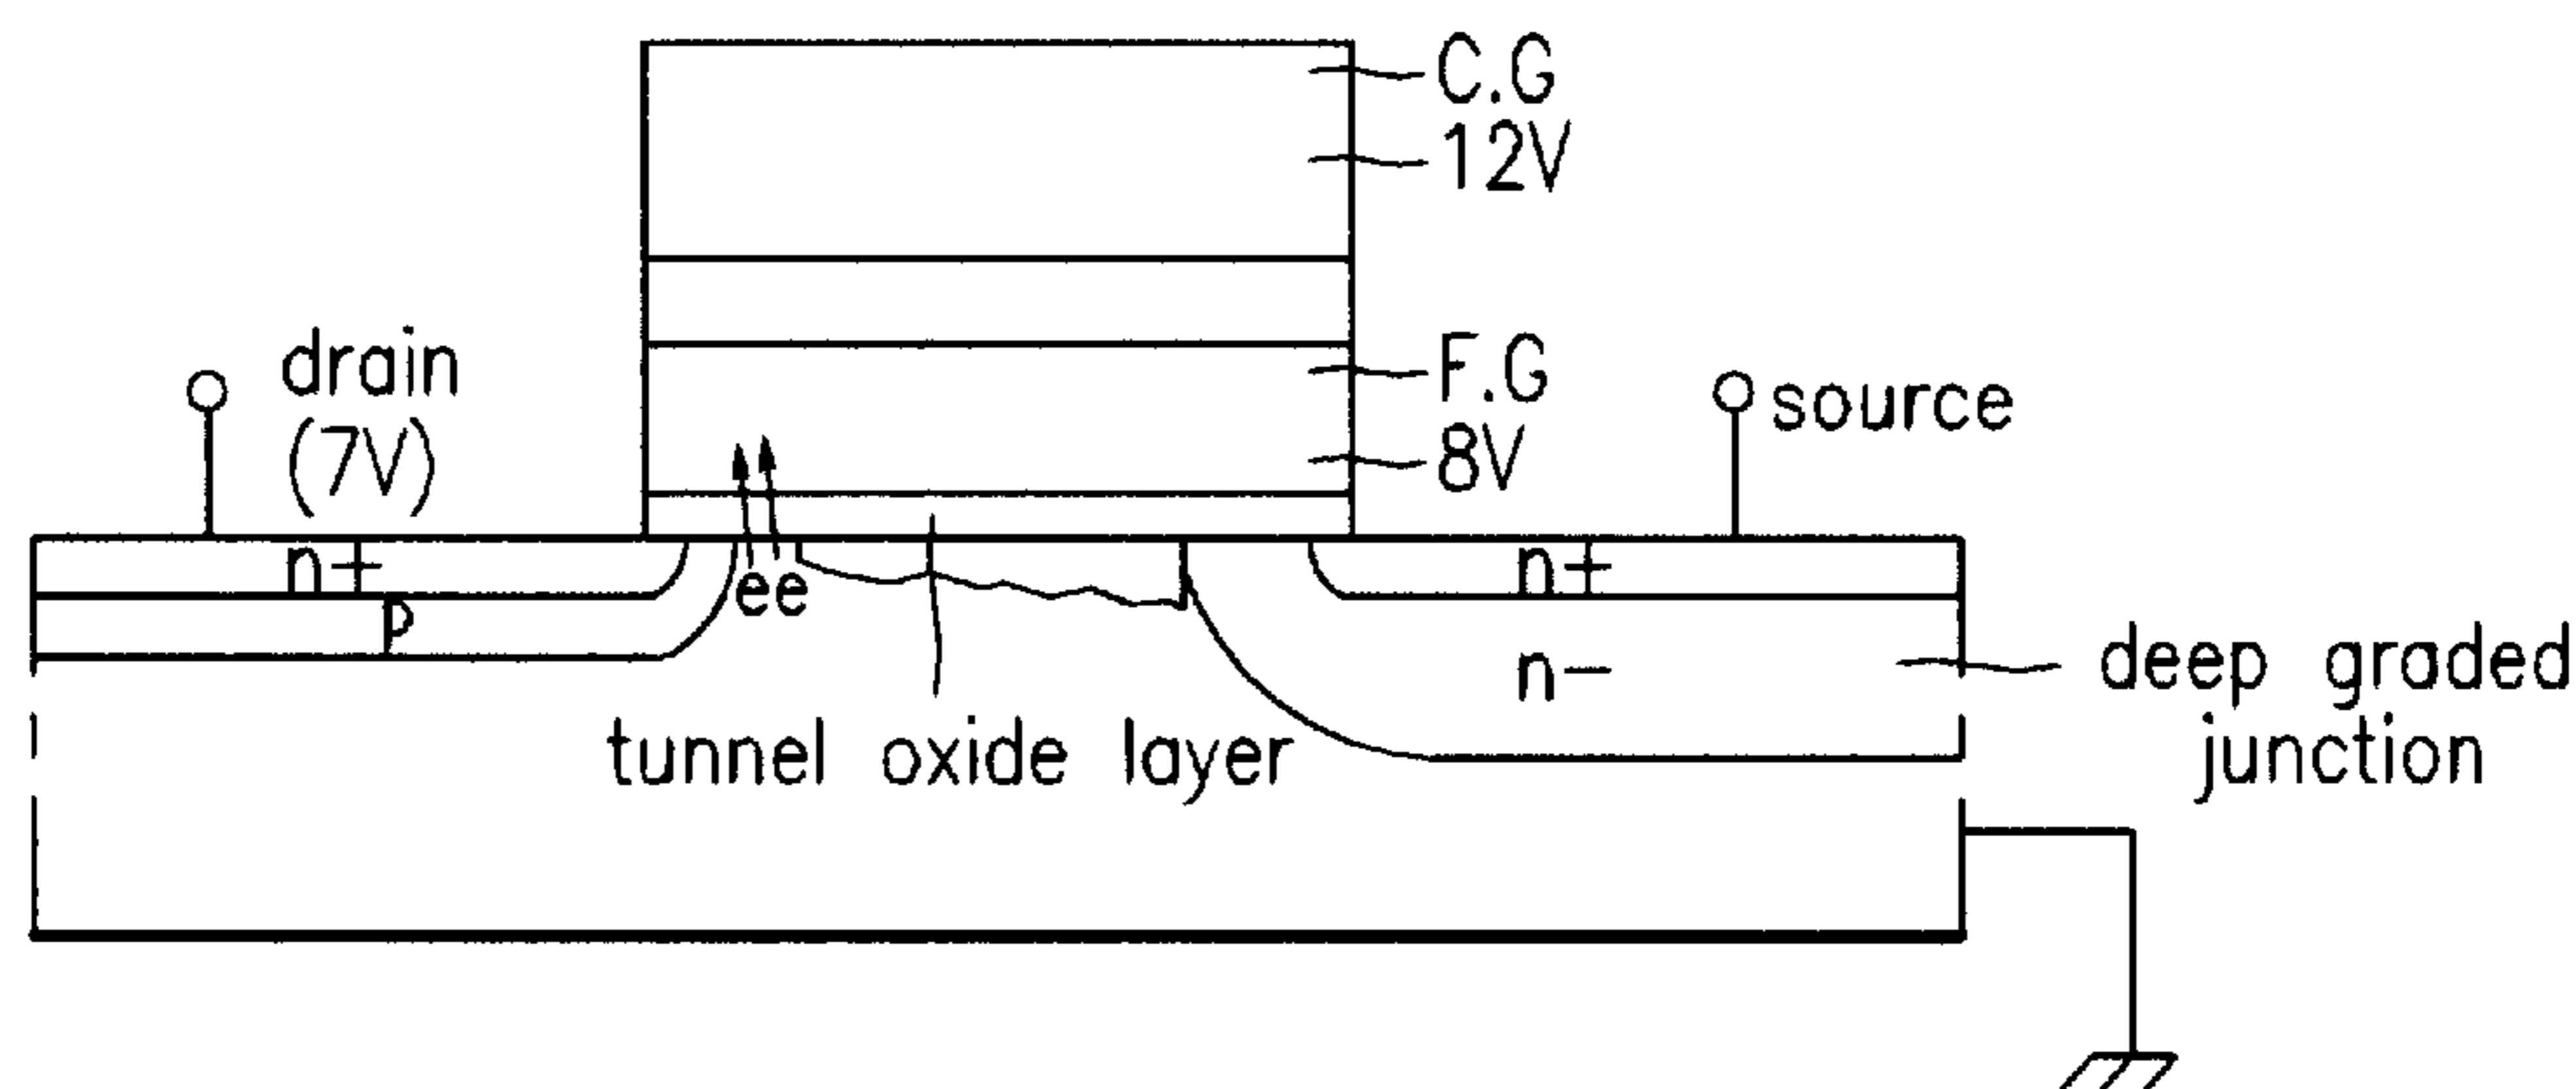 C.G
12V
drain
(7V)
F.G
8V
source
n+
n+
ee
p
n-
deep graded
junction
tunnel oxide layer